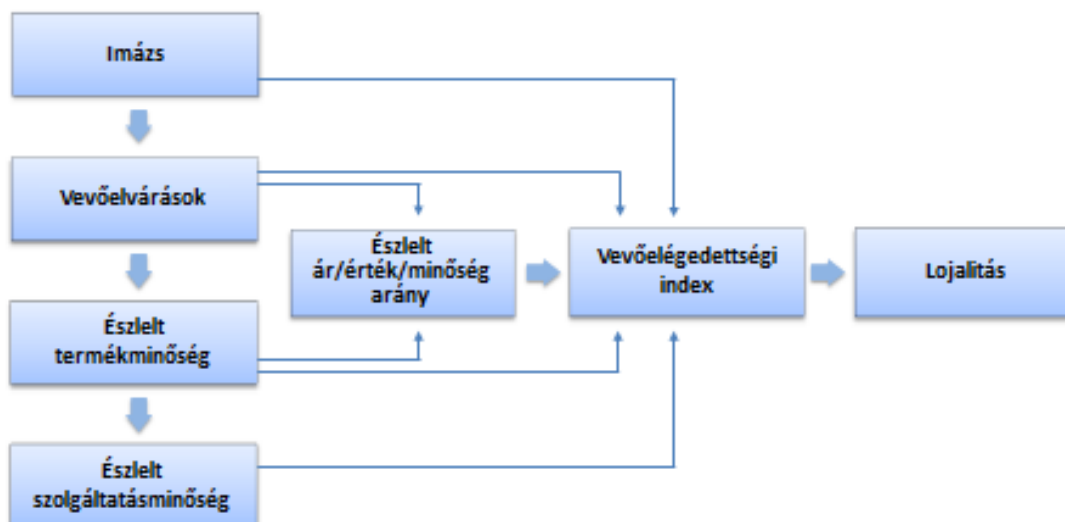 Imázs
Vevőelvárások
Észlelt
termékminőség
Észlelt
szolgáltatásminőség
Észlelt
ár/érték/minőség
arány
Vevőelégedettségi
index
Lojalitás